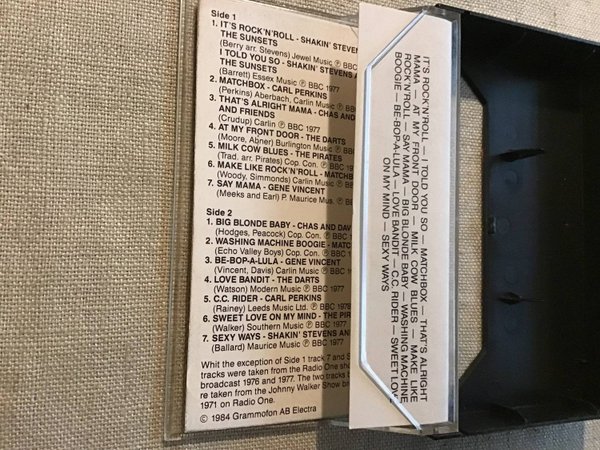 Side 1
1. IT'S ROCK'N'ROLL - SHAKIN' STEVENS
THE SUNSETS
(Berry arr. Stevens) Jewel Music ℗ BBC
I TOLD YOU SO - SHAKIN' STEVENS A
THE SUNSETS
(Barrett) Essex Music ℗ BBC 1977
2. MATCHBOX - CARL PERKINS
(Perkins) Aberbach, Carlin Music ℗ BBC
3. THAT'S ALRIGHT MAMA - CHAS AND
AND FRIENDS
(Crudup) Carlin ℗ BBC 1977
4. AT MY FRONT DOOR - THE DARTS
(Moore, Abner) Burlington Music ℗ BBC
5. MILK COW BLUES - THE PIRATES
(Trad. arr. Pirates) Cop. Con. ℗ BBC
6. MAKE LIKE ROCK'N'ROLL - MATCHB
(Woody, Simmonds) Carlin Music ℗ BBC
7. SAY MAMA - GENE VINCENT
(Meeks and Earl) P. Maurice Mus.
Side 2
1. BIG BLONDE BABY - CHAS AND DAV
(Hodges, Peacock) Cop. Con. ℗ BBC
2. WASHING MACHINE BOOGIE - MATC
(Echo Valley Boys) Cop. Con. ℗ BBC
3. BE-BOP-A-LULA - GENE VINCENT
(Vincent, Davis) Carlin Music ℗ BBC
4. LOVE BANDIT - THE DARTS
(Watson) Modern Music ℗ BBC 1977
5. C.C. RIDER - CARL PERKINS
(Rainey) Leeds Music Ltd. ℗ BBC 1978
6. SWEET LOVE ON MY MIND - THE PIR
(Walker) Southern Music ℗ BBC 1977
7. SEXY WAYS - SHAKIN' STEVENS AND
(Ballard) Maurice Music ℗ BBC 1977
Whit the exception of Side 1 track 7 and S
tracks were taken from the Radio One show
broadcast 1976 and 1977. The two tracks
re taken from the Johnny Walker Show br
1971 on Radio One.
© 1984 Grammofon AB Electra
IT'S ROCK'N'ROLL — I TOLD YOU SO — MATCHBOX — THAT'S ALRIGHT
MAMA — AT MY FRONT DOOR — MILK COW BLUES — MAKE LIKE
ROCK'N'ROLL — SAY MAMA — BIG BLONDE BABY — WASHING MACHINE
BOOGIE — BE-BOP-A-LULA — LOVE BANDIT — C.C. RIDER — SWEET LOVE
ON MY MIND — SEXY WAYS